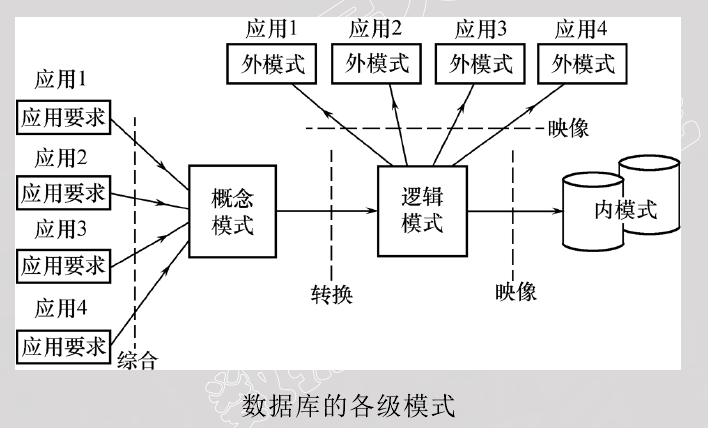 应用1 应用2 应用3 应用4
外模式 外模式 外模式 外模式
应用1
应用要求
映像
应用2
应用要求
概念
模式
逻辑
模式
内模式
应用3
应用要求
转换
映像
应用4
应用要求
综合
数据库的各级模式